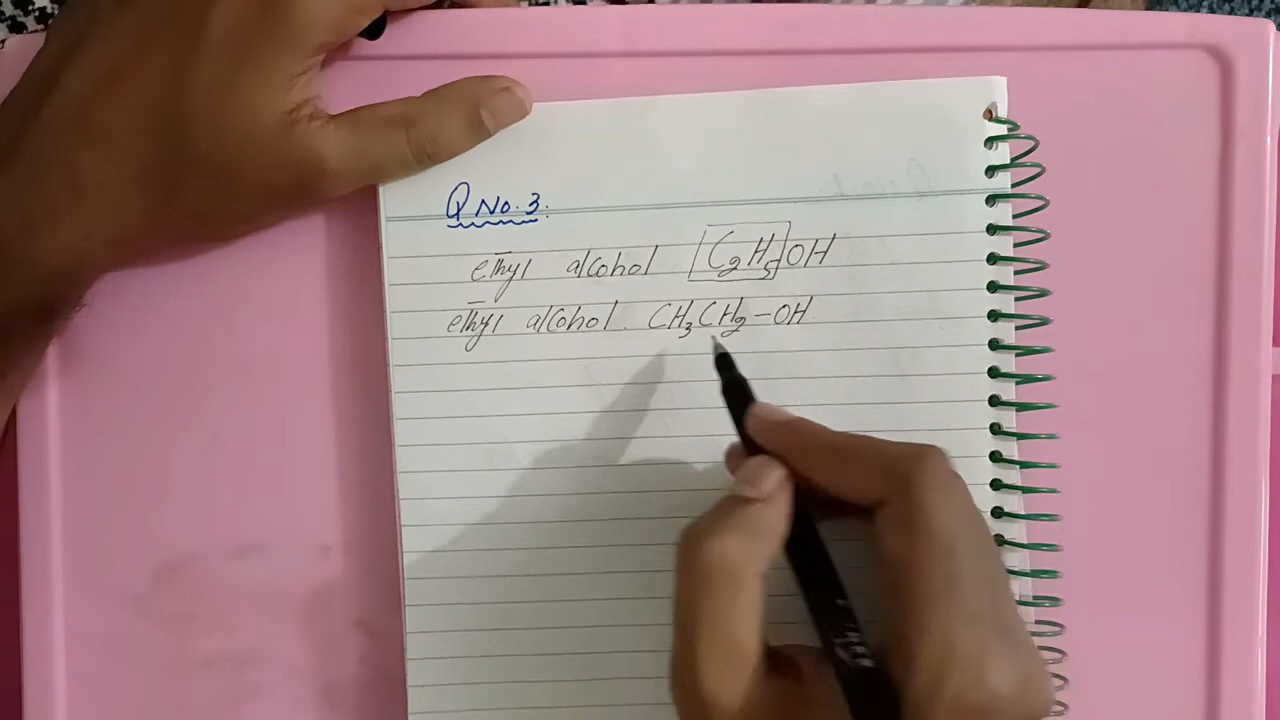 Q No. 3.
ethyl alcohol C₂H₅OH
ethyl alcohol. CH₃CH₂-OH